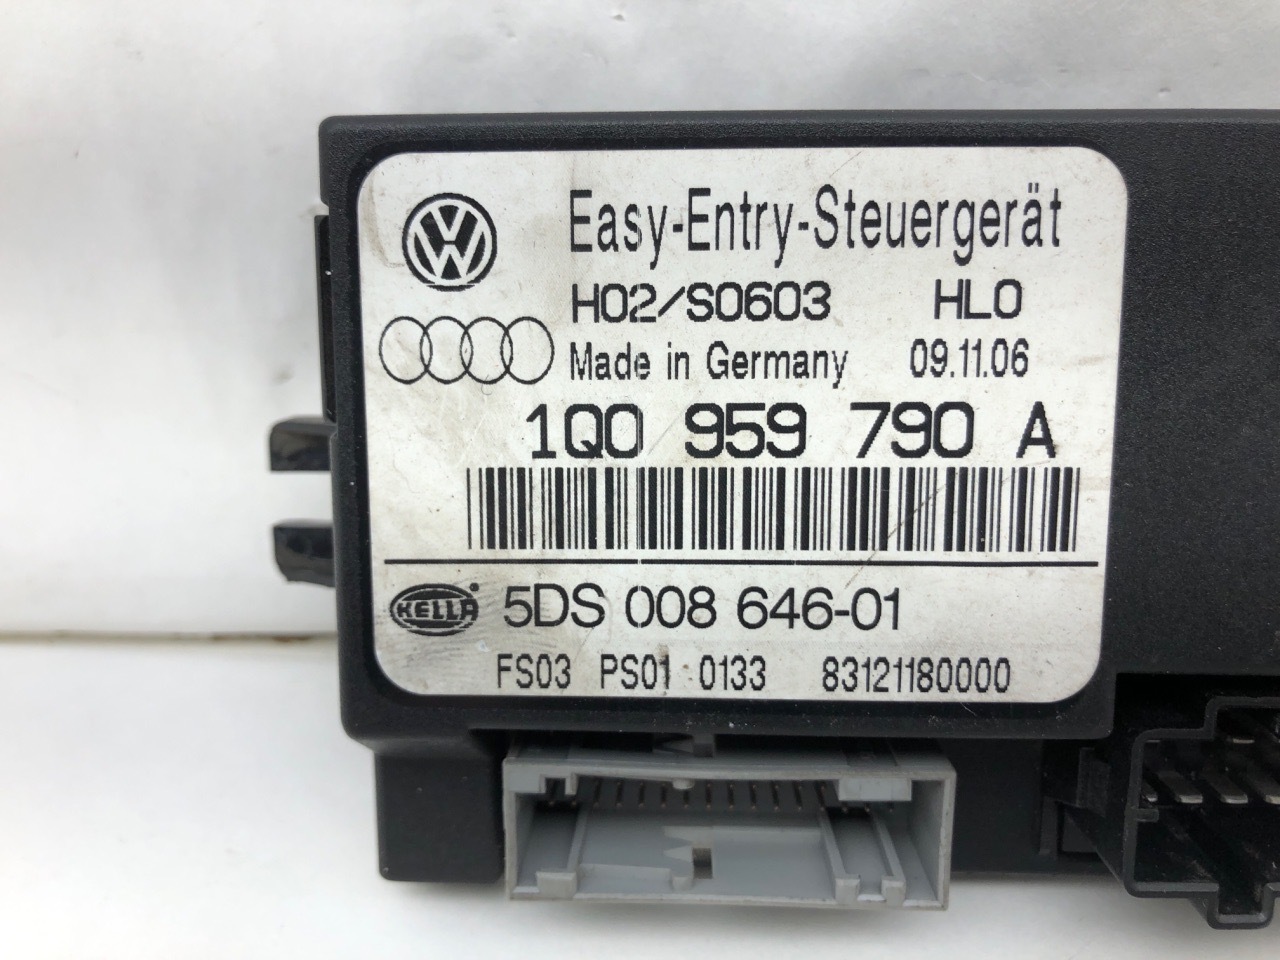 Easy-Entry-Steuergerät
H02/S0603 HLO
Made in Germany 09.11.06
1Q0 959 790 A
HELLA 5DS 008 646-01
FS03 PS01 0133 83121180000